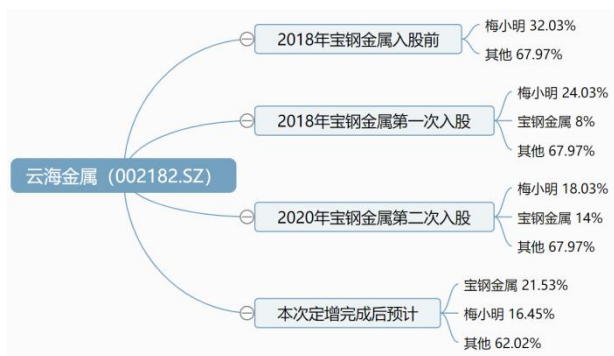 云海金属（002182.SZ）
2018年宝钢金属入股前
梅小明 32.03%
其他 67.97%
2018年宝钢金属第一次入股
梅小明 24.03%
宝钢金属 8%
其他 67.97%
2020年宝钢金属第二次入股
梅小明 18.03%
宝钢金属 14%
其他 67.97%
本次定增完成后预计
宝钢金属 21.53%
梅小明 16.45%
其他 62.02%